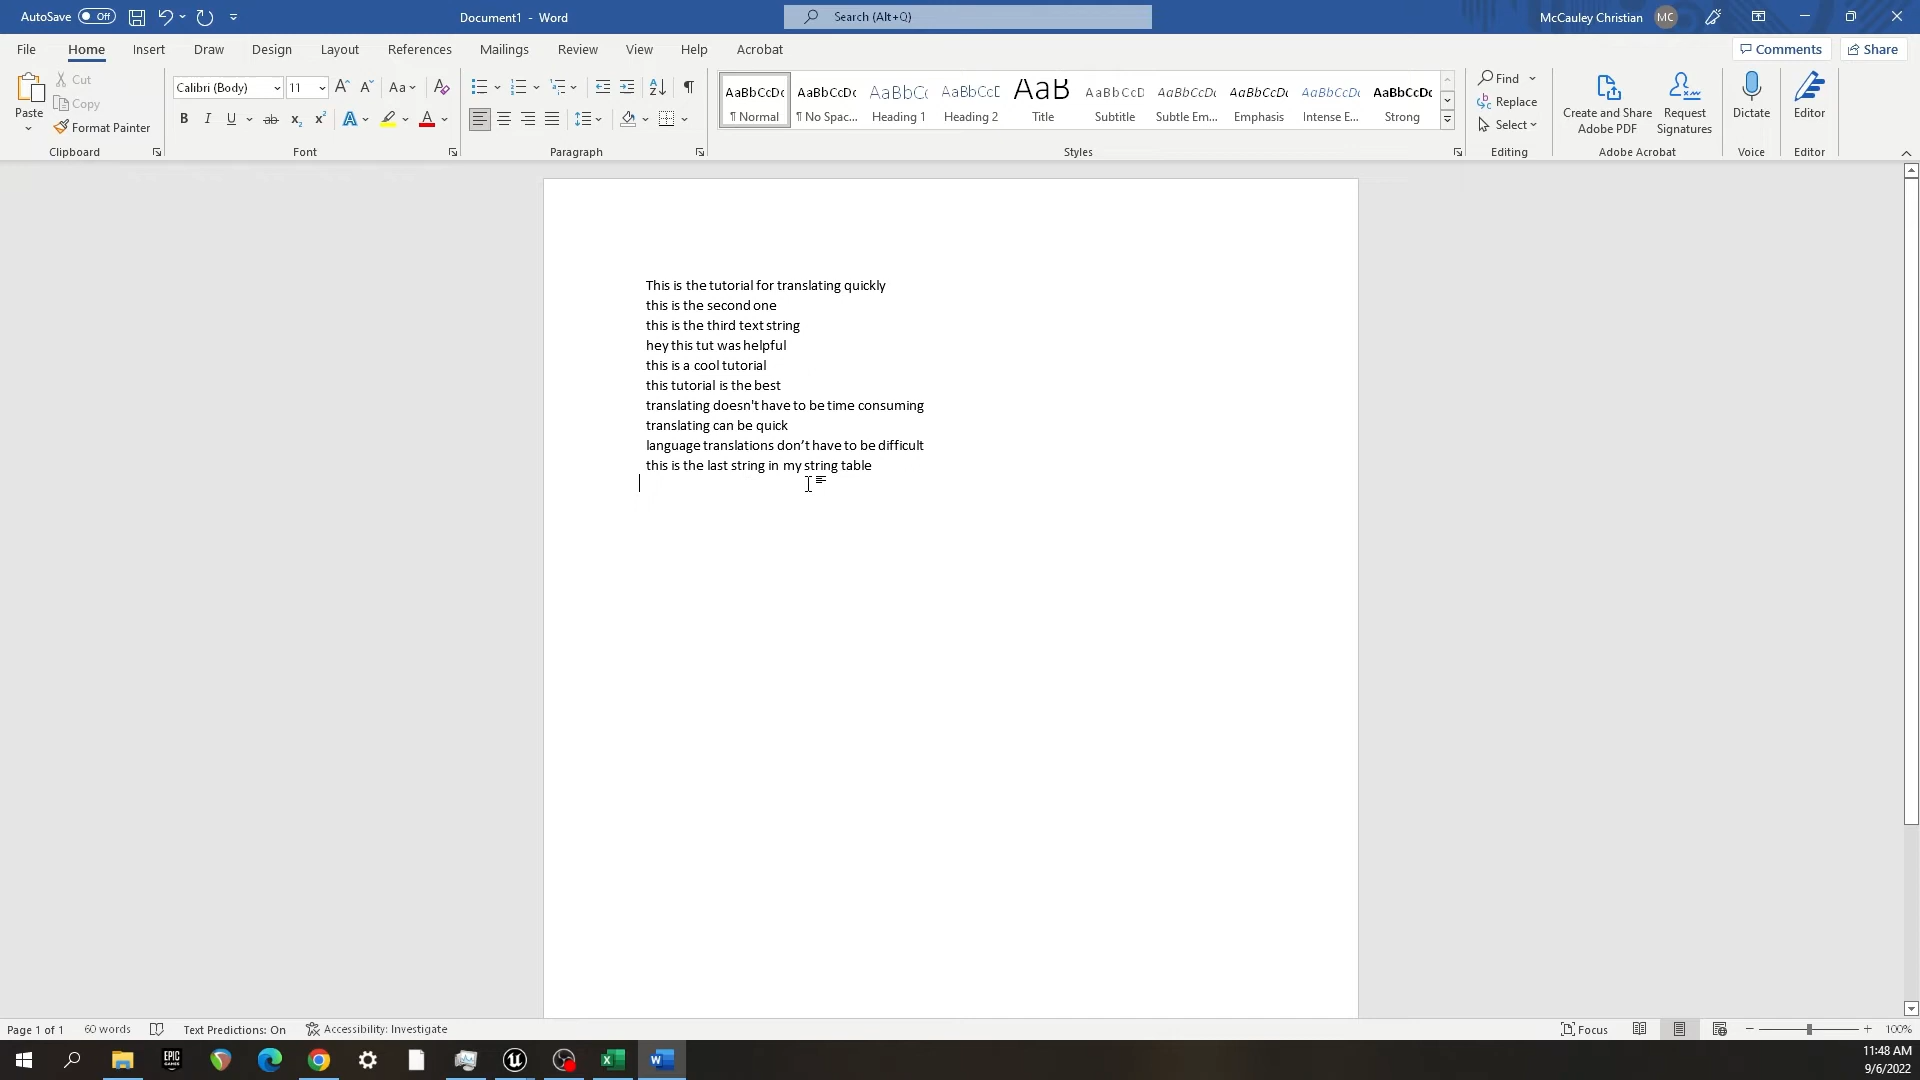 AutoSave Off Document1 - Word Search (Alt+Q) McCauley Christian MC
File Home Insert Draw Design Layout References Mailings Review View Help Acrobat Comments Share
Paste Cut Copy Format Painter
Clipboard
Calibri (Body) 11
Font
Paragraph
AaBbCcDc ¶ Normal
AaBbCcDc ¶ No Spac...
AaBbCc Heading 1
AaBbCcD Heading 2
AaB Title
AaBbCcD Subtitle
AaBbCcDc Subtle Em...
AaBbCcDc Emphasis
AaBbCcDc Intense E...
AaBbCcDc Strong
Styles
Find
Replace
Select
Editing
Create and Share Adobe PDF
Request Signatures
Adobe Acrobat
Dictate
Voice
Editor
Editor
This is the tutorial for translating quickly
this is the second one
this is the third text string
hey this tut was helpful
this is a cool tutorial
this tutorial is the best
translating doesn't have to be time consuming
translating can be quick
language translations don’t have to be difficult
this is the last string in my string table
Page 1 of 1 60 words Text Predictions: On Accessibility: Investigate Focus 100%
EPIC GAMES
11:48 AM
9/6/2022